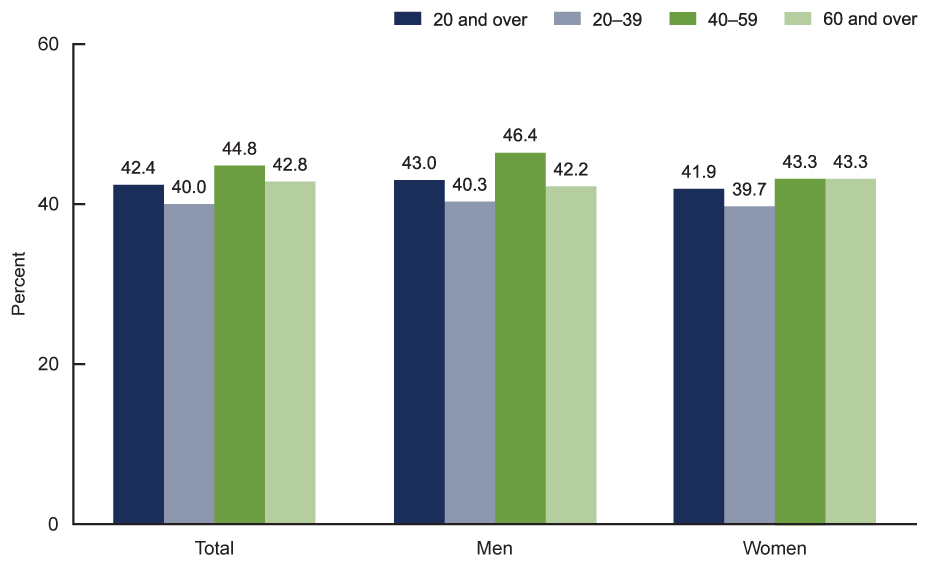 20 and over 20–39 40–59 60 and over
60
40
20
0
Percent
42.4 40.0 44.8 42.8
43.0 40.3 46.4 42.2
41.9 39.7 43.3 43.3
Total Men Women